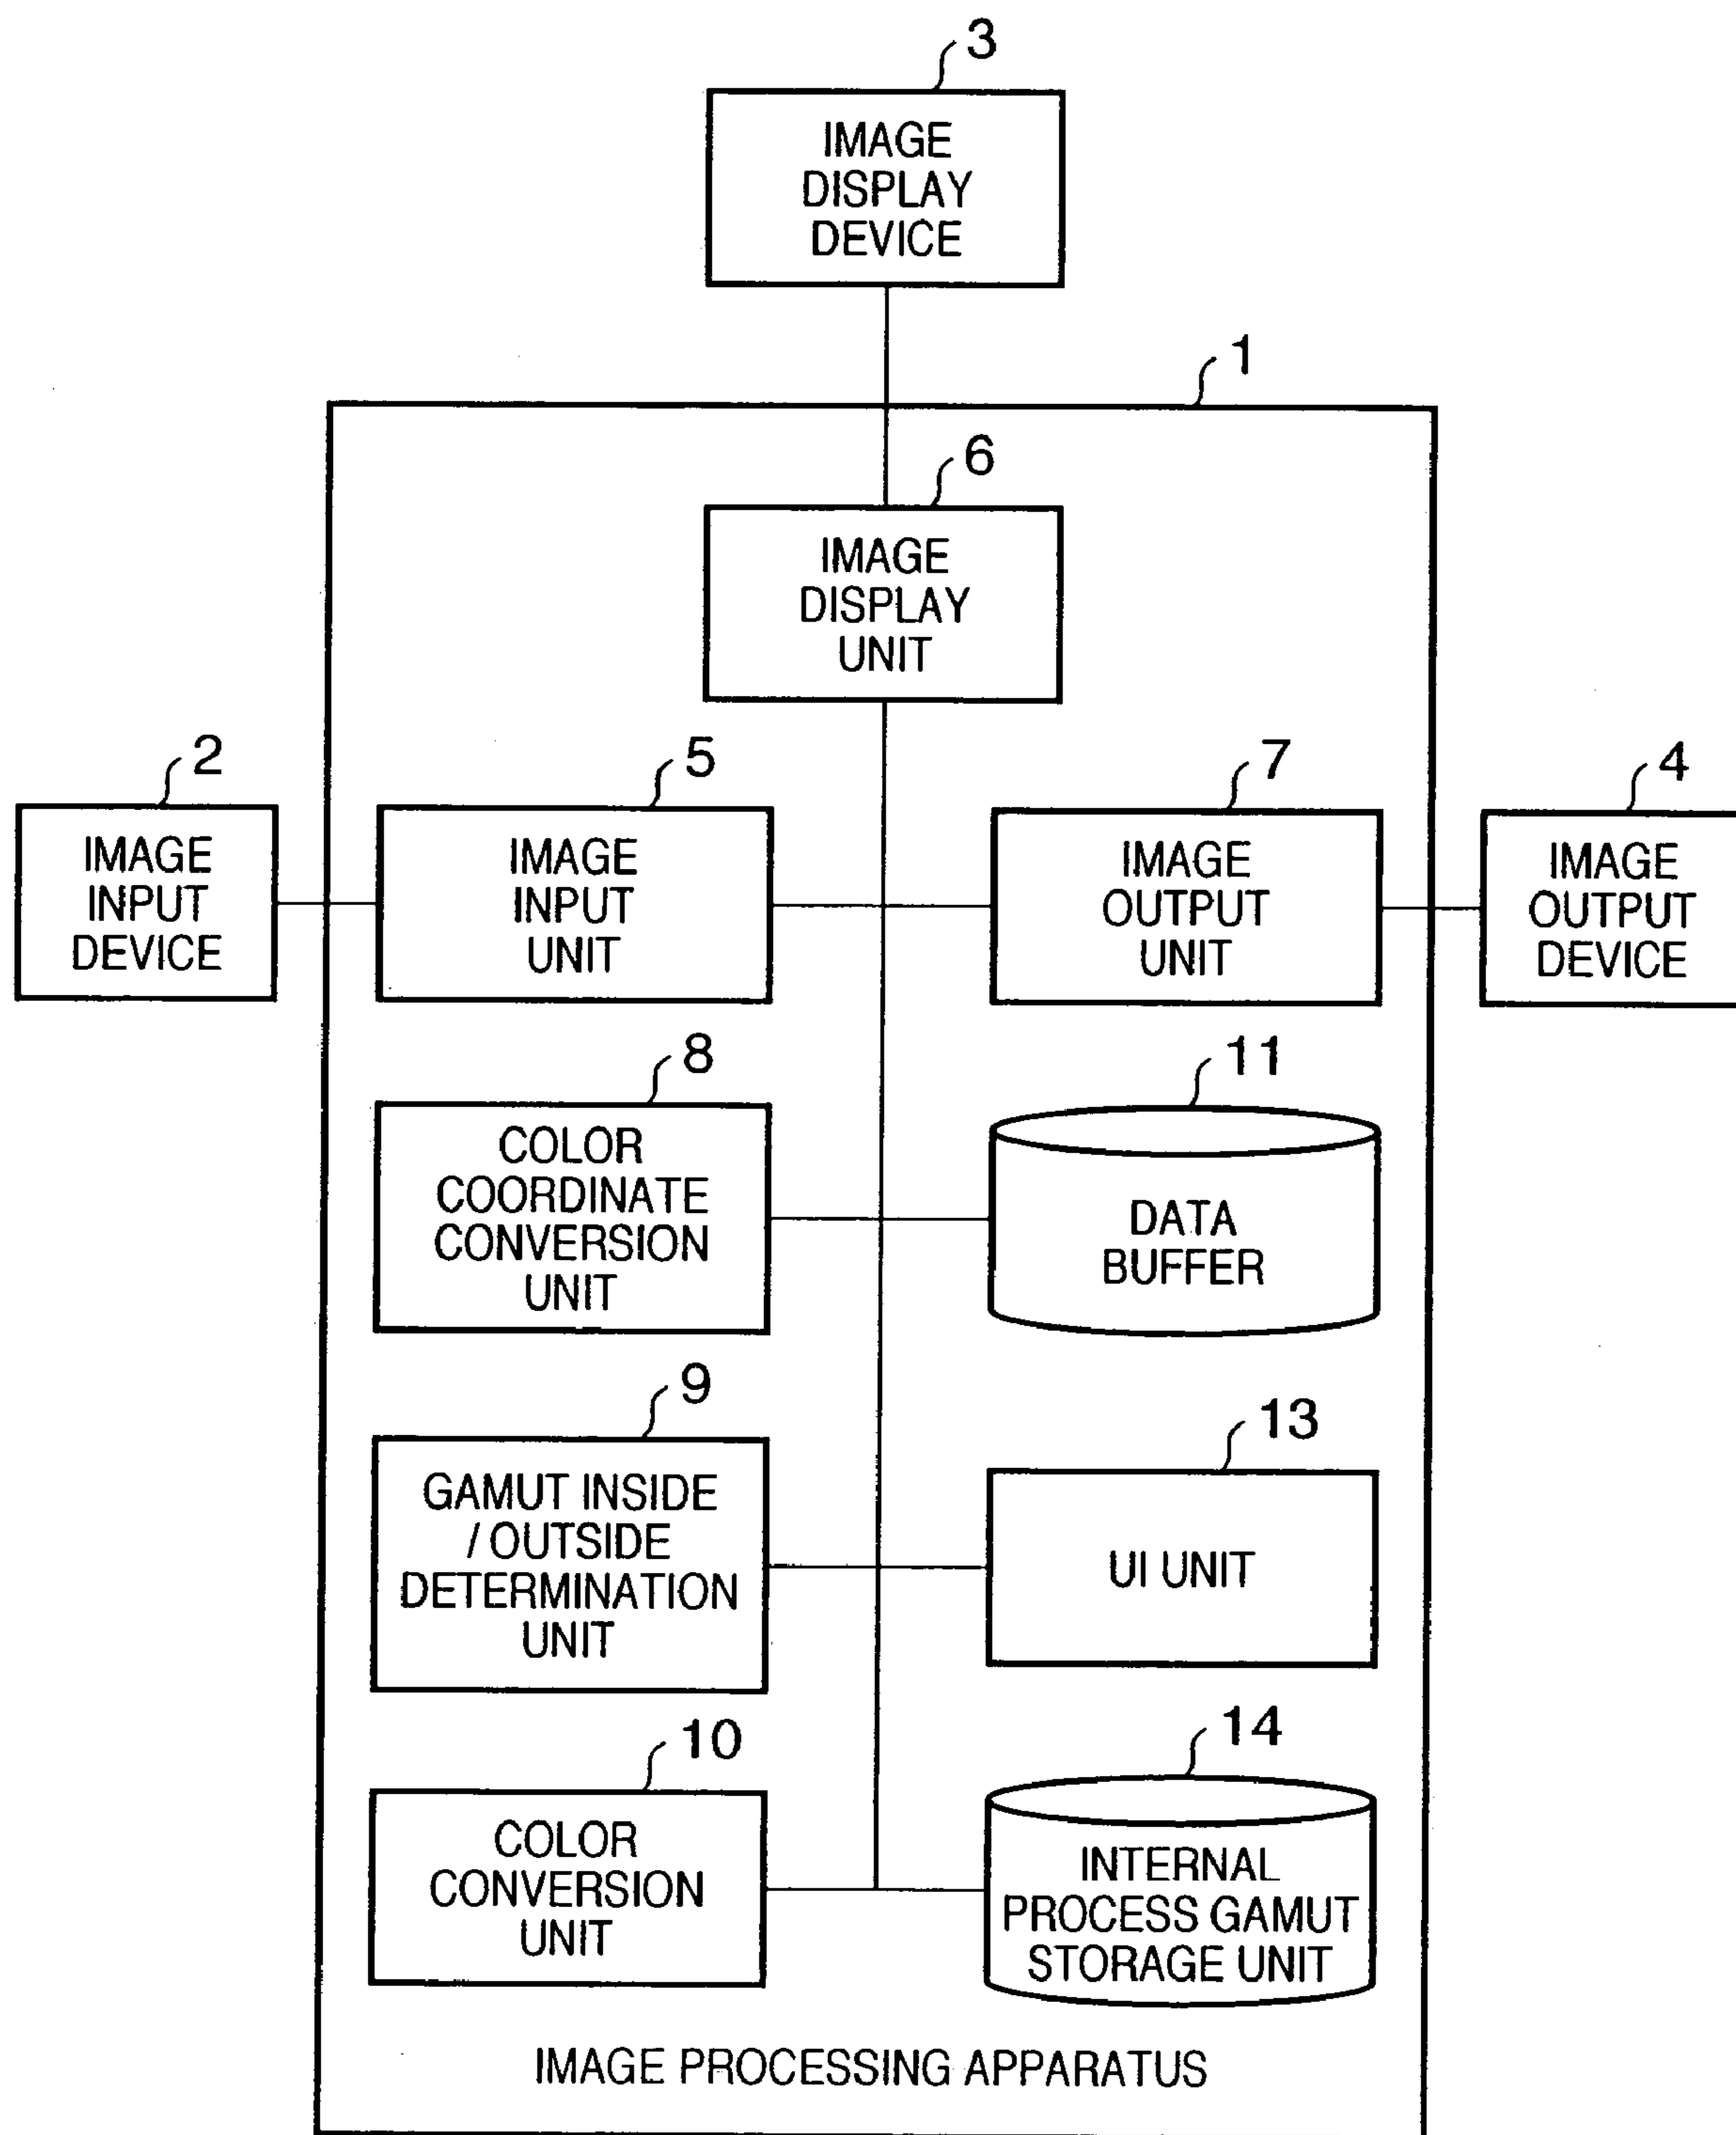 3
IMAGE
DISPLAY
DEVICE
1
6
IMAGE
DISPLAY
UNIT
2
IMAGE
INPUT
DEVICE
5
IMAGE
INPUT
UNIT
7
IMAGE
OUTPUT
UNIT
4
IMAGE
OUTPUT
DEVICE
8
COLOR
COORDINATE
CONVERSION
UNIT
11
DATA
BUFFER
9
GAMUT INSIDE
/ OUTSIDE
DETERMINATION
UNIT
13
UI UNIT
10
COLOR
CONVERSION
UNIT
14
INTERNAL
PROCESS GAMUT
STORAGE UNIT
IMAGE PROCESSING APPARATUS